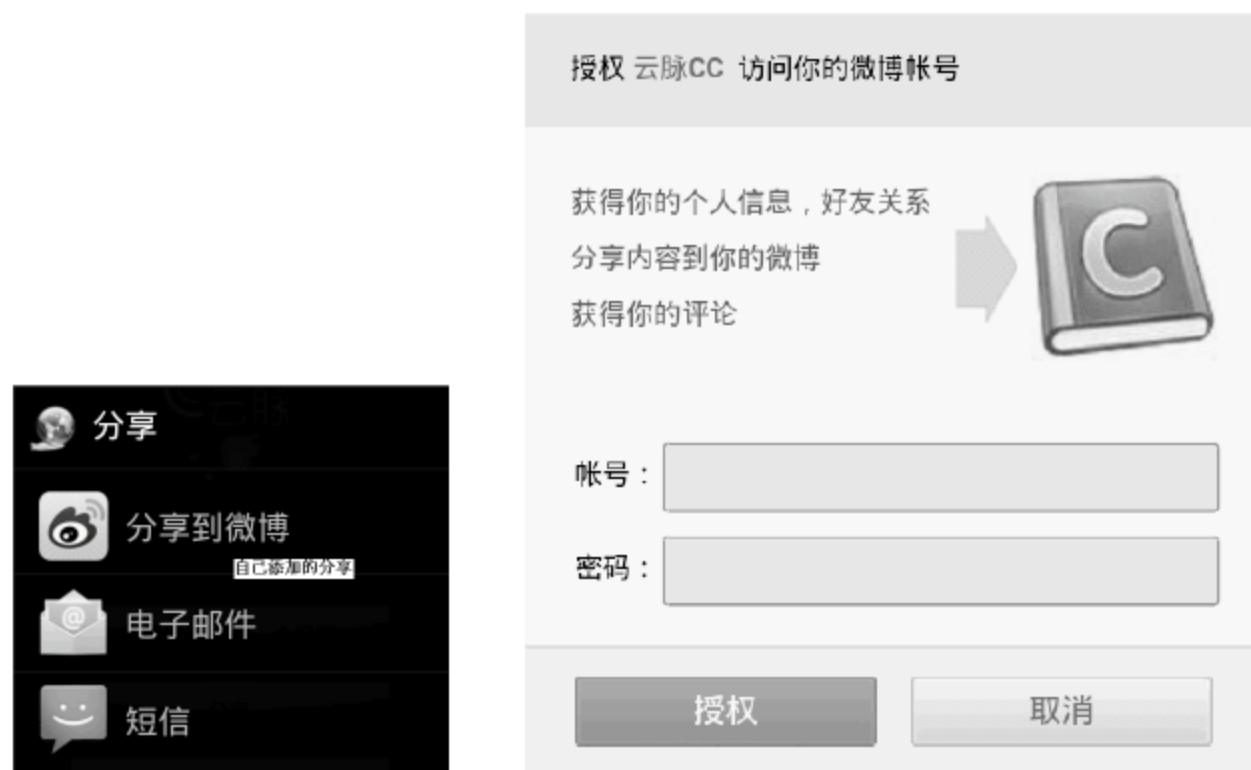 分享
分享到微博
自己添加的分享
电子邮件
短信
授权 云脉CC 访问你的微博帐号
获得你的个人信息，好友关系
分享内容到你的微博
获得你的评论
C
帐号：
密码：
授权
取消